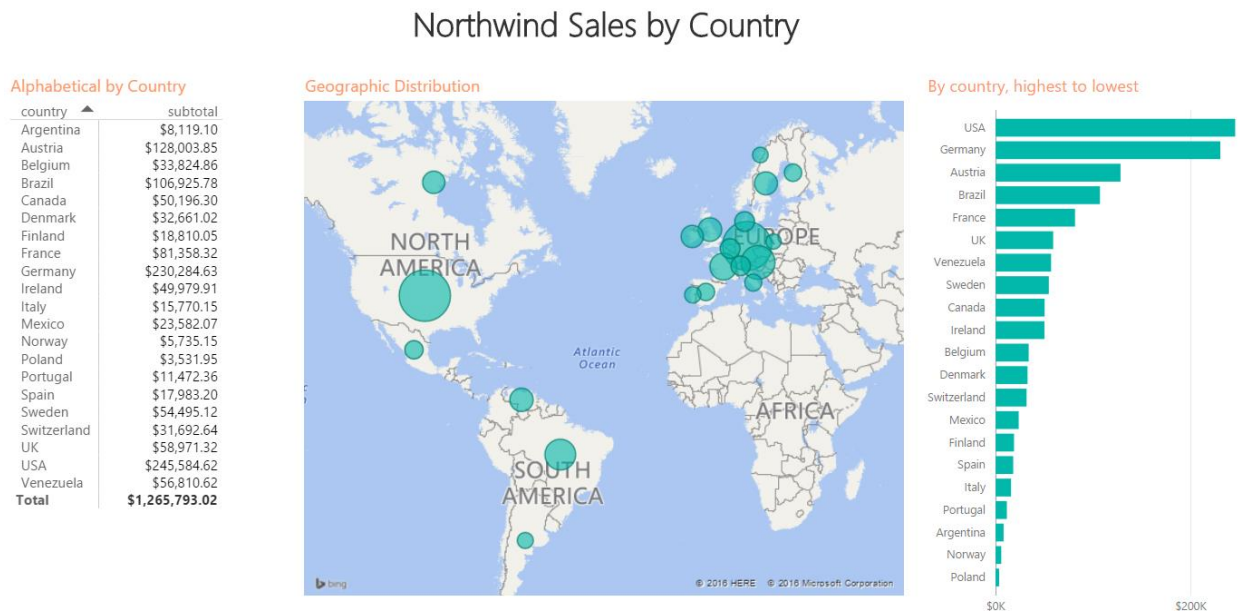 Northwind Sales by Country
Alphabetical by Country
country subtotal
Argentina $8,119.10
Austria $128,003.85
Belgium $33,824.86
Brazil $106,925.78
Canada $50,196.30
Denmark $32,661.02
Finland $18,810.05
France $81,358.32
Germany $230,284.63
Ireland $49,979.91
Italy $15,770.15
Mexico $23,582.07
Norway $5,735.15
Poland $3,531.95
Portugal $11,472.36
Spain $17,983.20
Sweden $54,495.12
Switzerland $31,692.64
UK $58,971.32
USA $245,584.62
Venezuela $56,810.62
Total $1,265,793.02
Geographic Distribution
NORTH
AMERICA
EUROPE
Atlantic
Ocean
AFRICA
SOUTH
AMERICA
bing
© 2016 HERE © 2016 Microsoft Corporation
By country, highest to lowest
USA
Germany
Austria
Brazil
France
UK
Venezuela
Sweden
Canada
Ireland
Belgium
Denmark
Switzerland
Mexico
Finland
Spain
Italy
Portugal
Argentina
Norway
Poland
$0K $200K